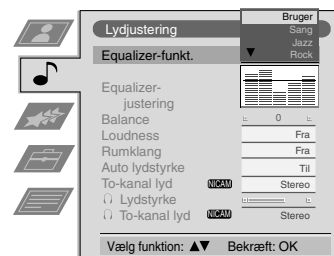 Lydjustering
Bruger
Sang
Jazz
Rock
Equalizer-funkt.
Equalizer-
justering
Balance 0
Loudness Fra
Rumklang Fra
Auto lydstyrke Til
To-kanal lyd NICAM Stereo
Lydstyrke
To-kanal lyd NICAM Stereo
Vælg funktion: ▲▼ Bekræft: OK